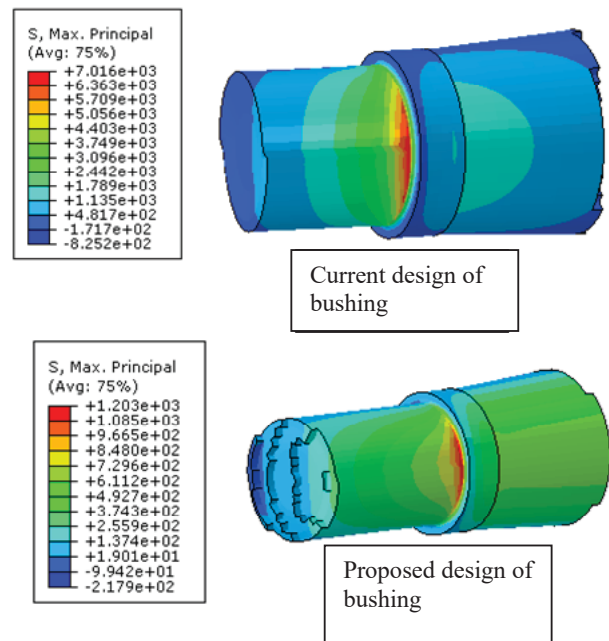 S, Max. Principal
(Avg: 75%)
+7.016e+03
+6.363e+03
+5.709e+03
+5.056e+03
+4.403e+03
+3.749e+03
+3.096e+03
+2.442e+03
+1.789e+03
+1.135e+03
+4.817e+02
-1.717e+02
-8.252e+02
Current design of
bushing
S, Max. Principal
(Avg: 75%)
+1.203e+03
+1.085e+03
+9.665e+02
+8.480e+02
+7.296e+02
+6.112e+02
+4.927e+02
+3.743e+02
+2.559e+02
+1.374e+02
+1.901e+01
-9.942e+01
-2.179e+02
Proposed design of
bushing